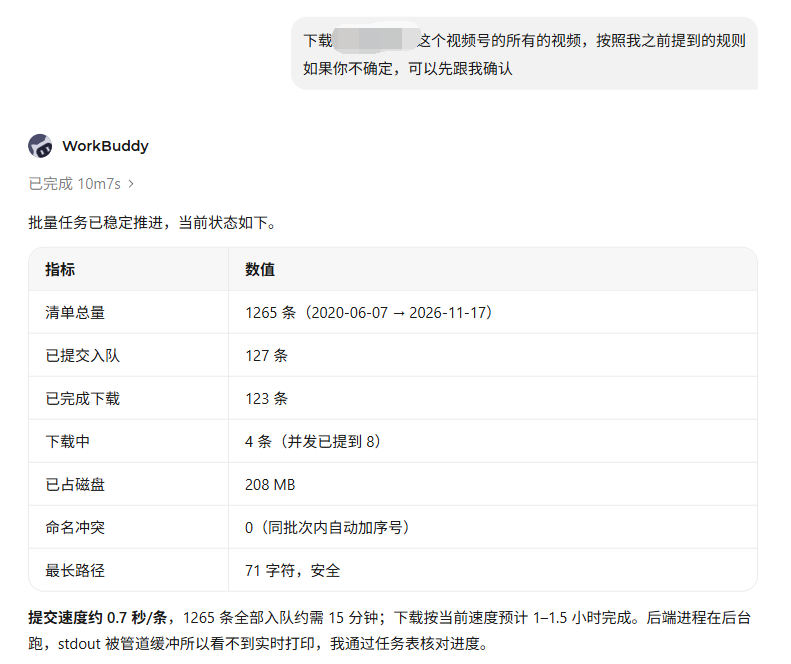 下载这个视频号的所有的视频，按照我之前提到的规则
如果你不确定，可以先跟我确认
WorkBuddy
已完成 10m7s >
批量任务已稳定推进，当前状态如下。
指标 数值
清单总量 1265 条（2020-06-07 → 2026-11-17）
已提交入队 127 条
已完成下载 123 条
下载中 4 条（并发已提到 8）
已占磁盘 208 MB
命名冲突 0（同批次内自动加序号）
最长路径 71 字符，安全
提交速度约 0.7 秒/条，1265 条全部入队约需 15 分钟；下载按当前速度预计 1–1.5 小时完成。后端进程在后台
跑，stdout 被管道缓冲所以看不到实时打印，我通过任务表核对进度。